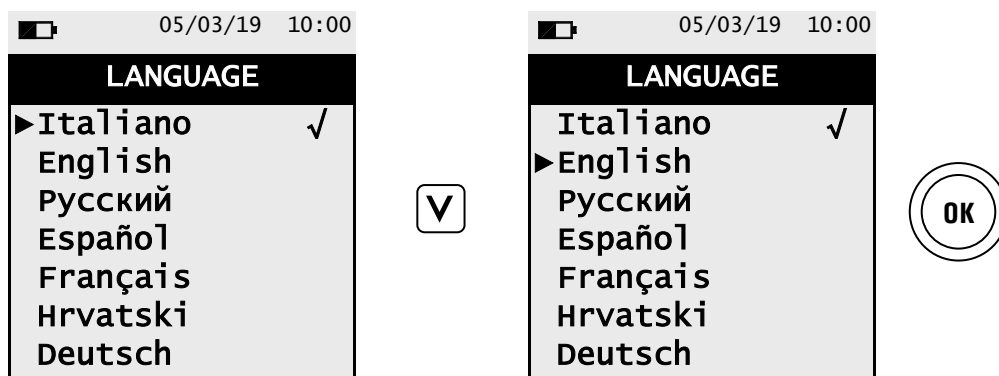 05/03/19 10:00
LANGUAGE
►Italiano √
English
Русский
Español
Français
Hrvatski
Deutsch
V
05/03/19 10:00
LANGUAGE
Italiano √
►English
Русский
Español
Français
Hrvatski
Deutsch
OK